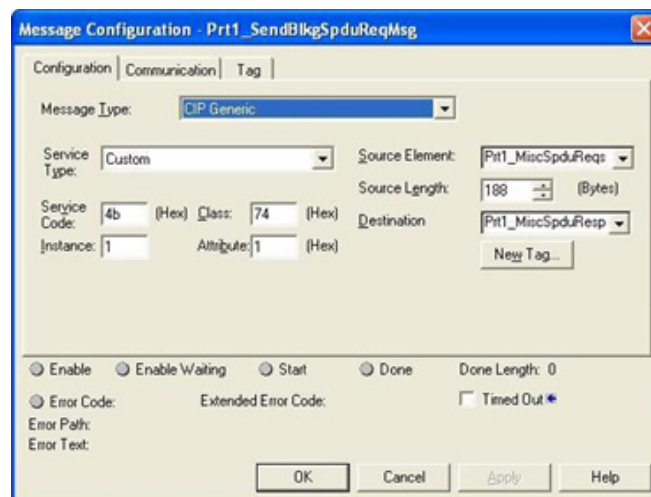 Message Configuration - Prt1_SendBlkgSpduReqMsg
Configuration Communication Tag
Message Type: CIP Generic
Service Type: Custom
Source Element: Prt1_MiscSpduReqs
Source Length: 188 (Bytes)
Service Code: 4b (Hex) Class: 74 (Hex)
Destination Prt1_MiscSpduResp
Instance: 1 Attribute: 1 (Hex)
New Tag...
Enable Enable Waiting Start Done Done Length: 0
Error Code: Extended Error Code: Timed Out
Error Path:
Error Text:
OK Cancel Apply Help